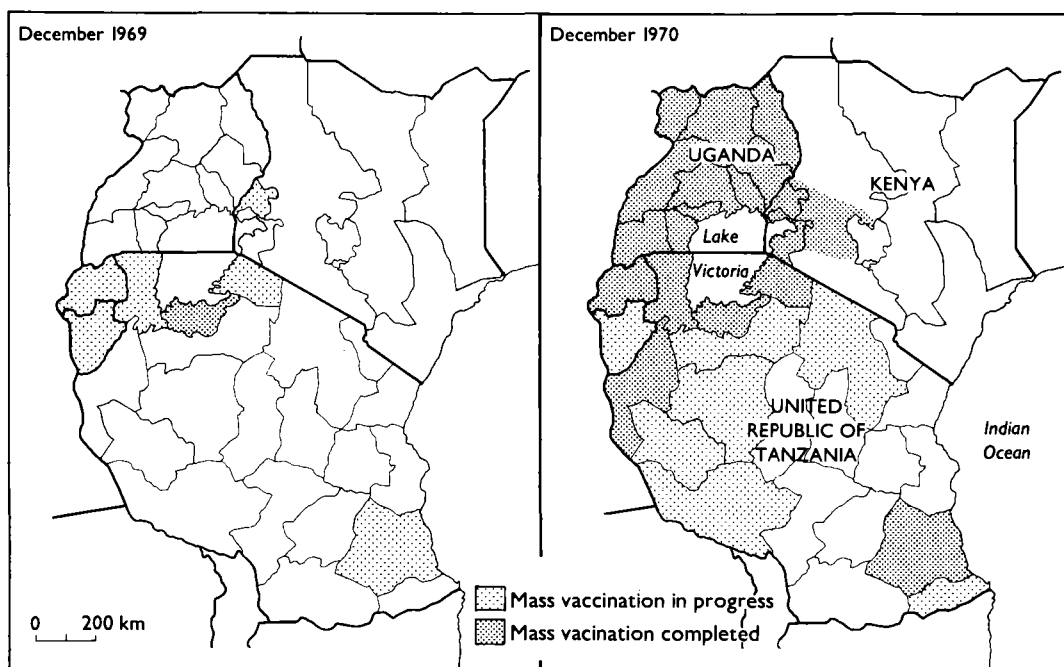 December 1969
December 1970
UGANDA
KENYA
Lake
Victoria
UNITED
REPUBLIC OF
TANZANIA
Indian
Ocean
Mass vaccination in progress
Mass vacination completed
0 200 km